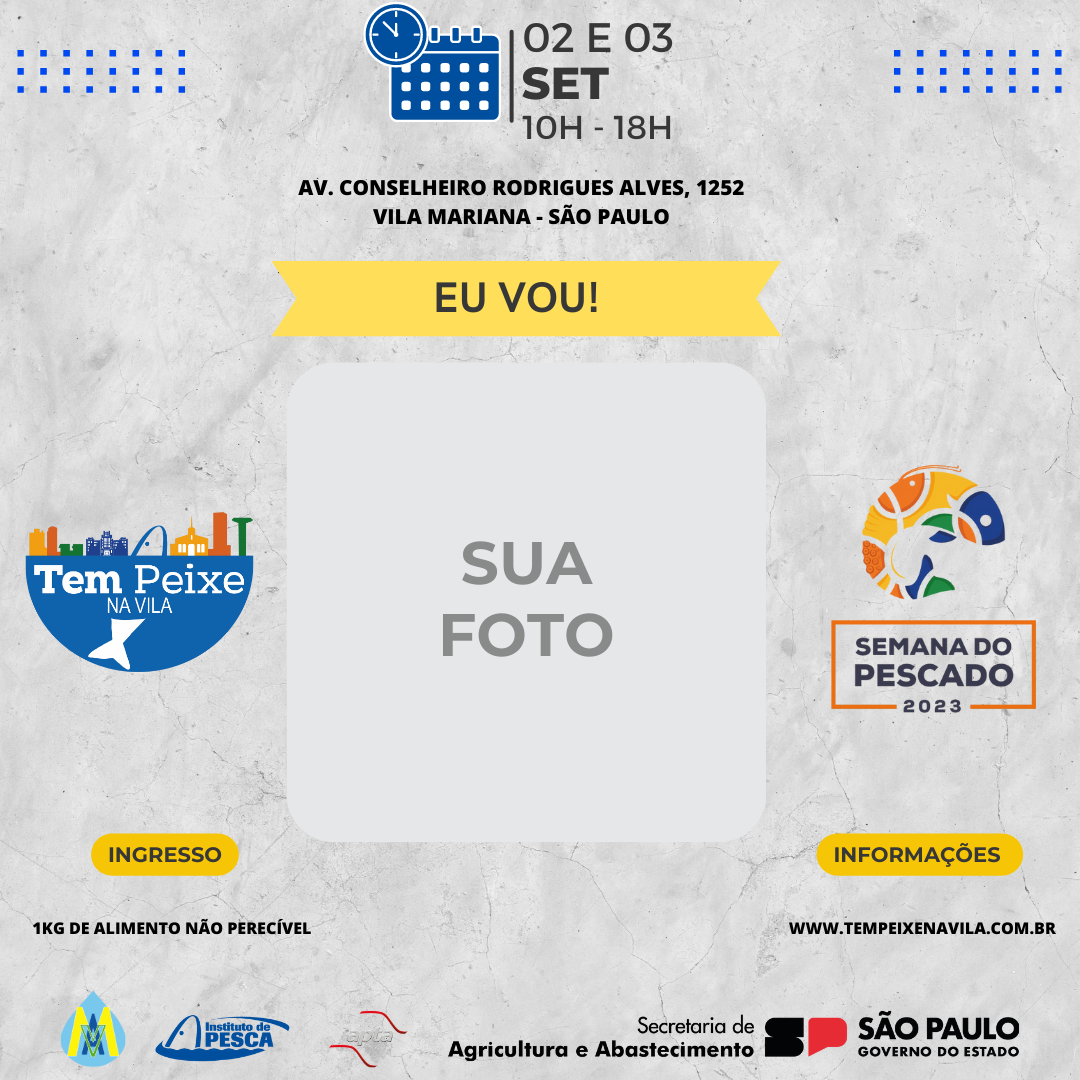 02 E 03
SET
10H - 18H
AV. CONSELHEIRO RODRIGUES ALVES, 1252
VILA MARIANA - SÃO PAULO
EU VOU!
SUA
FOTO
Tem Peixe
NA VILA
SEMANA DO
PESCADO
2023
INGRESSO
INFORMAÇÕES
1KG DE ALIMENTO NÃO PERECÍVEL
WWW.TEMPEIXENAVILA.COM.BR
Instituto de
PESCA
apta
Secretaria de
Agricultura e Abastecimento
SP
SÃO PAULO
GOVERNO DO ESTADO